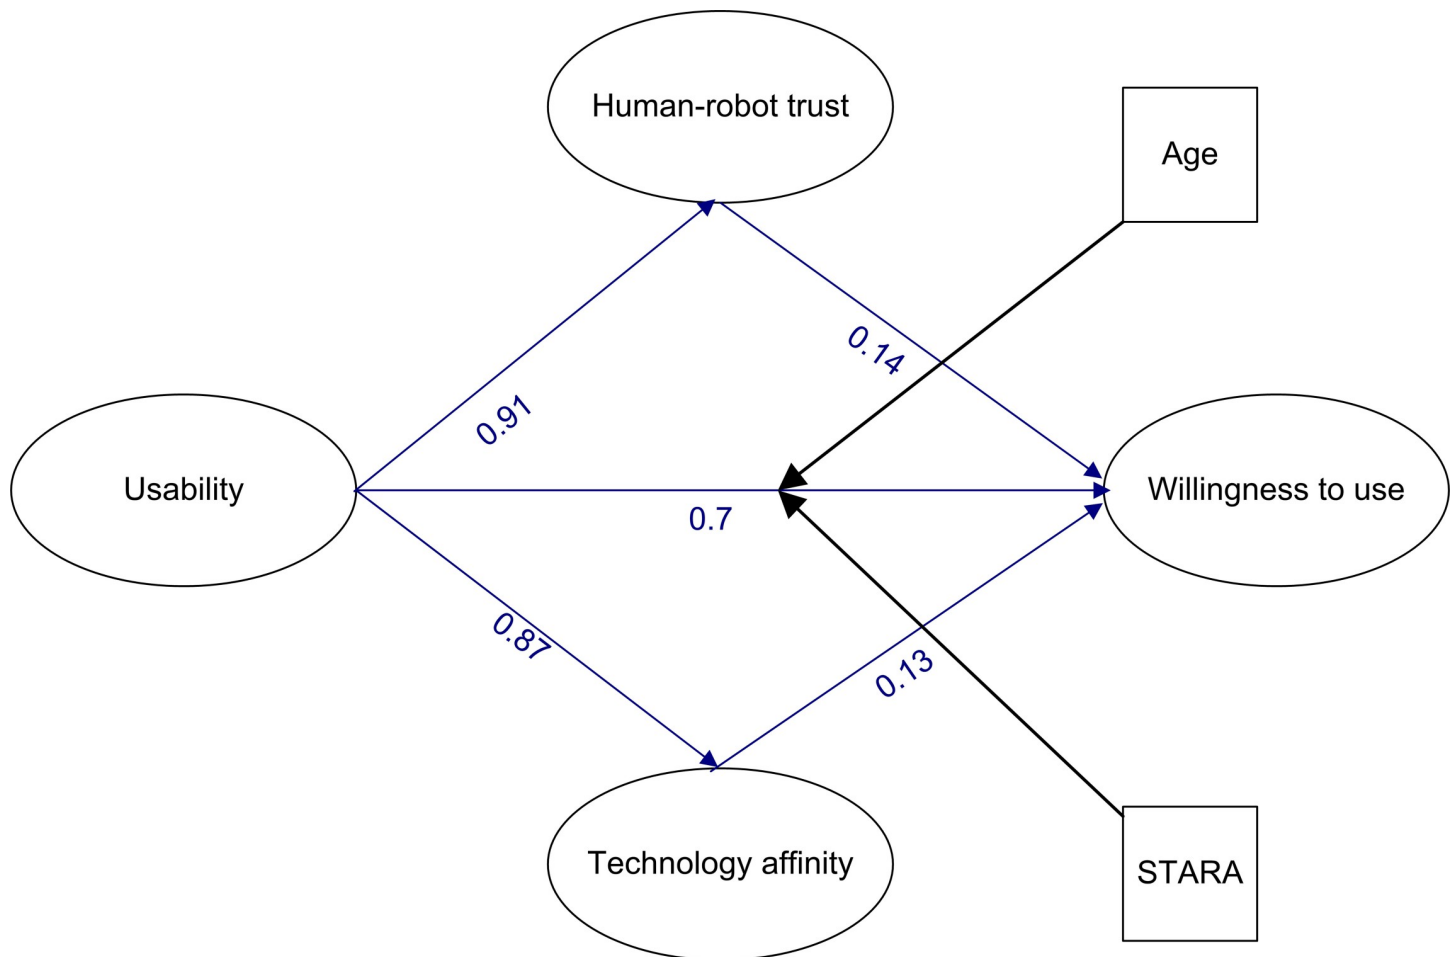 Human-robot trust
Age
0.14
0.91
Usability
Willingness to use
0.7
0.87
0.13
Technology affinity
STARA